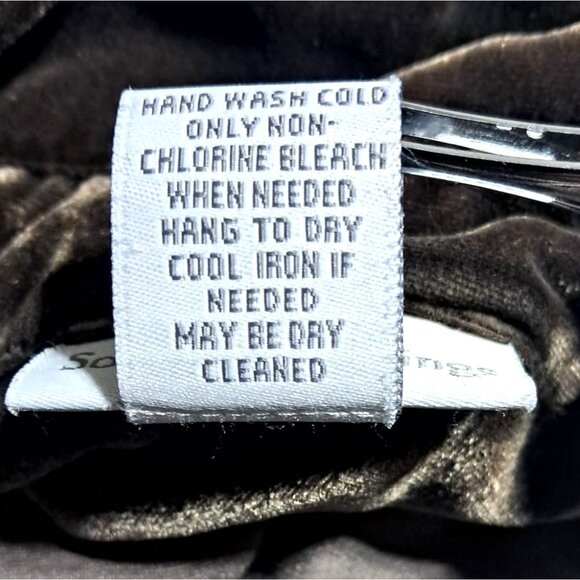 HAND WASH COLD
ONLY NON-
CHLORINE BLEACH
WHEN NEEDED
HANG TO DRY
COOL IRON IF
NEEDED
MAY BE DRY
CLEANED